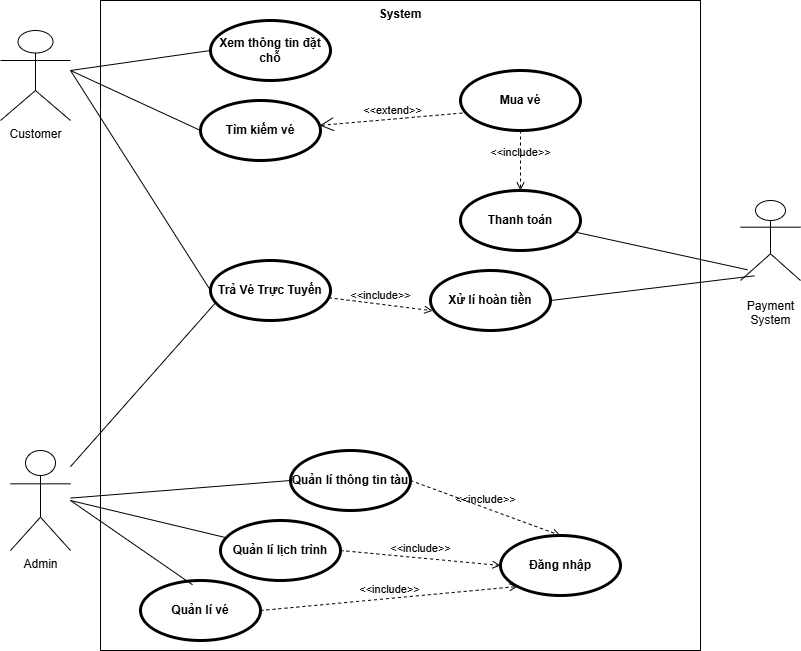 System
Xem thông tin đặt
chỗ
Customer
Tìm kiếm vé
<<extend>>
Mua vé
<<include>>
Thanh toán
Trả Vé Trực Tuyến
<<include>>
Xử lí hoàn tiền
Payment
System
Quản lí thông tin tàu
<<include>>
Admin
Quản lí lịch trình
<<include>>
Đăng nhập
<<include>>
Quản lí vé